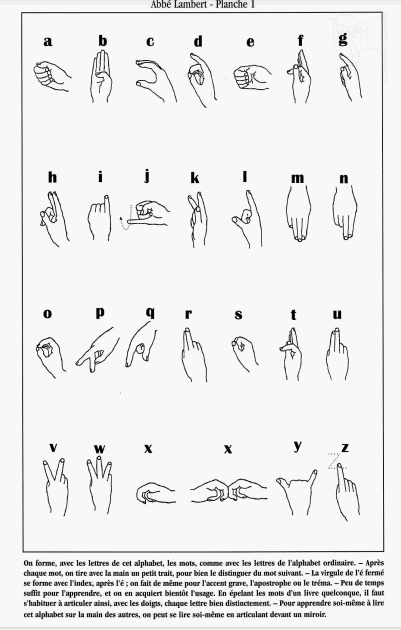 Abbé Lambert - Planche 1
a b c d e f g
h i j k l m n
o p q r s t u
v w x x y z
On forme, avec les lettres de cet alphabet, les mots, comme avec les lettres de l'alphabet ordinaire. – Après
chaque mot, on tire avec la main un petit trait, pour bien le distinguer du mot suivant. – La virgule de l'é fermé
se forme avec l'index, après l'é ; on fait de même pour l'accent grave, l'apostrophe ou le tréma. – Peu de temps
suffit pour l'apprendre, et on en acquiert bientôt l'usage. En épelant les mots d'un livre quelconque, il faut
s'habituer à articuler ainsi, avec les doigts, chaque lettre bien distinctement. – Pour apprendre soi-même à lire
cet alphabet sur la main des autres, on peut se lire soi-même en articulant devant un miroir.